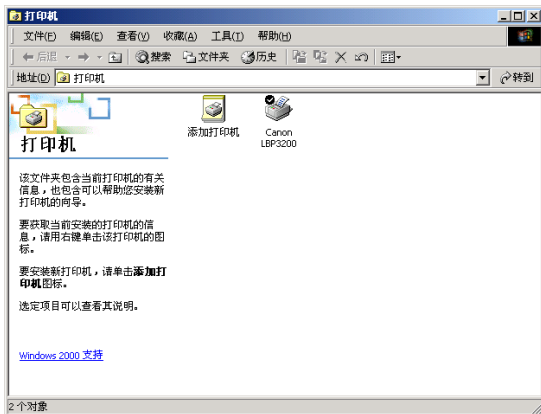 打印机
文件(F) 编辑(E) 查看(V) 收藏(A) 工具(T) 帮助(H)
后退 搜索 文件夹 历史
地址(D) 打印机 转到
打印机
添加打印机
Canon
LBP3200
该文件夹包含当前打印机的有关
信息，也包含可以帮助您安装新
打印机的向导。
要获取当前安装的打印机的信
息，请用右键单击该打印机的图
标。
要安装新打印机，请单击添加打
印机图标。
选定项目可以查看其说明。
Windows 2000 支持
2 个对象